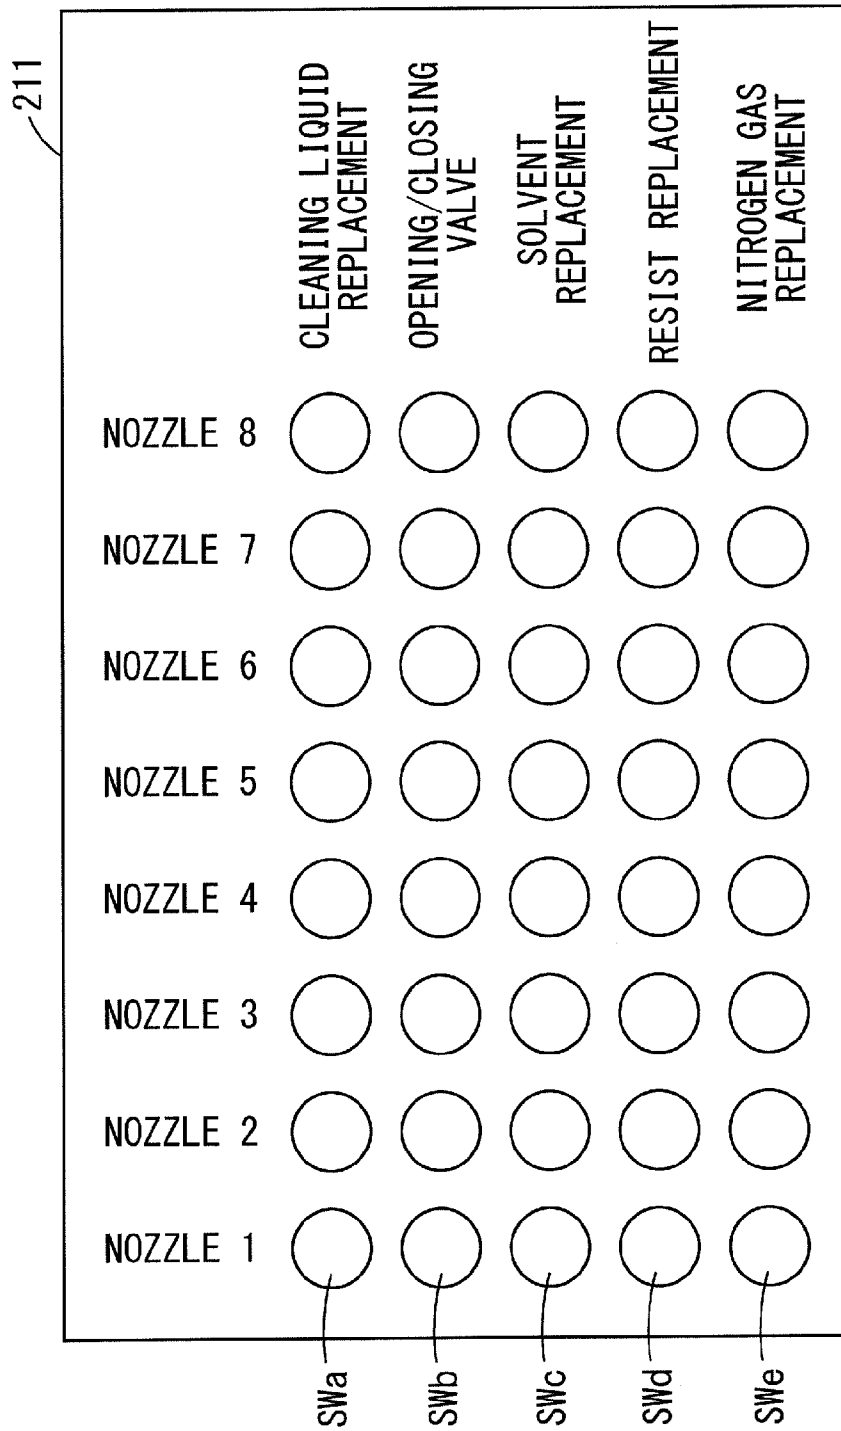 211
CLEANING LIQUID
REPLACEMENT
OPENING/CLOSING
VALVE
SOLVENT
REPLACEMENT
RESIST REPLACEMENT
NITROGEN GAS
REPLACEMENT
NOZZLE 8
NOZZLE 7
NOZZLE 6
NOZZLE 5
NOZZLE 4
NOZZLE 3
NOZZLE 2
NOZZLE 1
SWa
SWb
SWc
SWd
SWe